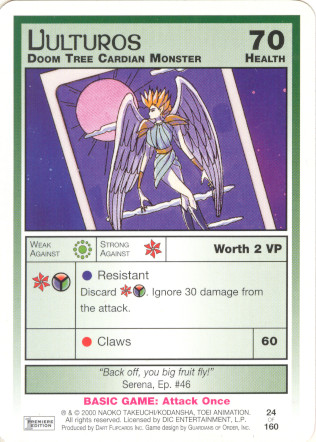 VULTUROS
70
DOOM TREE CARDIAN MONSTER
HEALTH
WEAK AGAINST
STRONG AGAINST
Worth 2 VP
Resistant
Discard . Ignore 30 damage from
the attack.
Claws
60
"Back off, you big fruit fly!"
Serena, Ep. #46
BASIC GAME: Attack Once
PREMIERE EDITION
® & © 2000 NAOKO TAKEUCHI/KODANSHA, TOEI ANIMATION.
All rights reserved. Licensed by DIC ENTERTAINMENT, L.P.
Produced by DART FLIPCARDS INC. Game design by GUARDIANS OF ORDER, INC.
24
OF
160